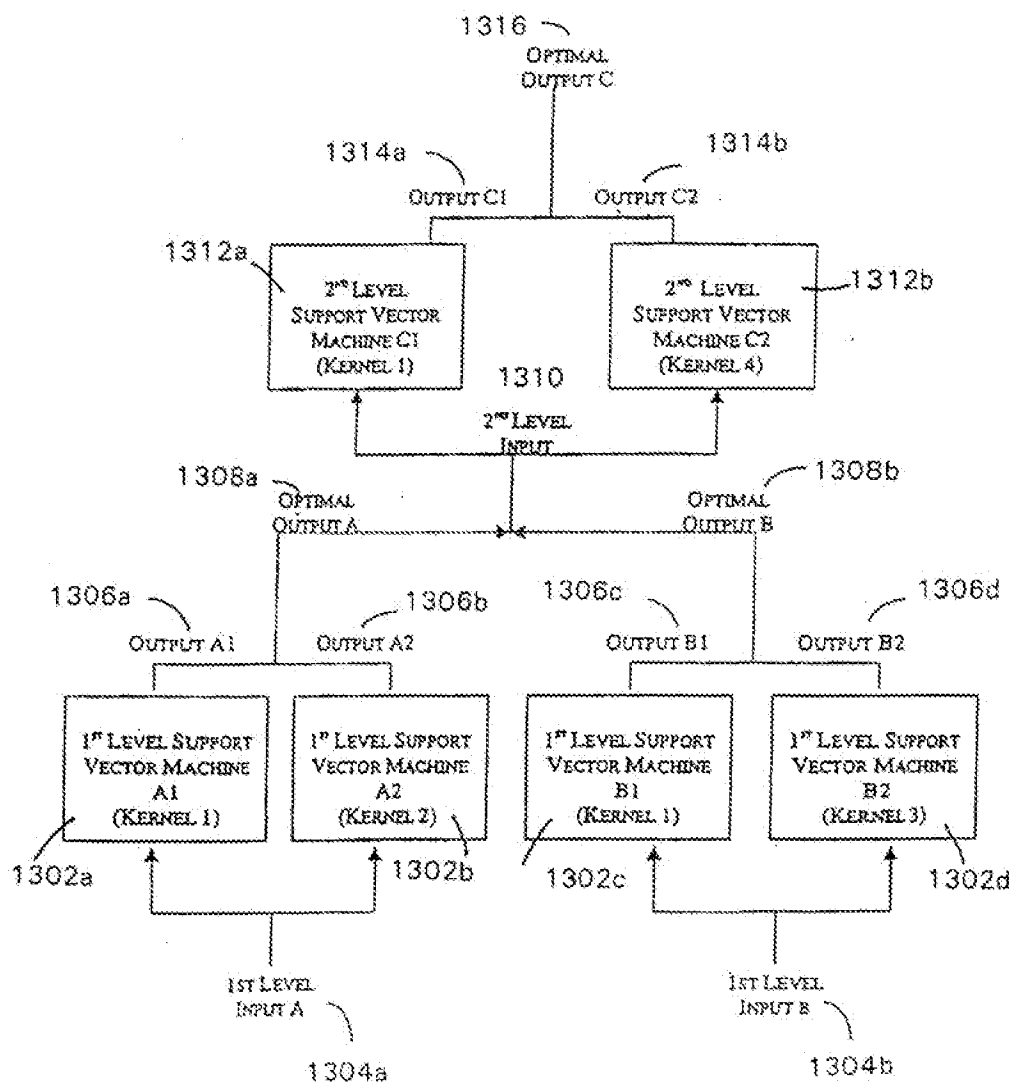 1316
OPTIMAL
OUTPUT C
1314a
1314b
OUTPUT C1
OUTPUT C2
1312a
2ND LEVEL
SUPPORT VECTOR
MACHINE C1
(KERNEL 1)
2ND LEVEL
SUPPORT VECTOR
MACHINE C2
(KERNEL 4)
1312b
1310
2ND LEVEL
INPUT
1308a
OPTIMAL
OUTPUT A
1308b
OPTIMAL
OUTPUT B
1306a
1306b
1306c
1306d
OUTPUT A1
OUTPUT A2
OUTPUT B1
OUTPUT B2
1ST LEVEL SUPPORT
VECTOR MACHINE
A1
(KERNEL 1)
1ST LEVEL SUPPORT
VECTOR MACHINE
A2
(KERNEL 2)
1ST LEVEL SUPPORT
VECTOR MACHINE
B1
(KERNEL 1)
1ST LEVEL SUPPORT
VECTOR MACHINE
B2
(KERNEL 3)
1302a
1302b
1302c
1302d
1ST LEVEL
INPUT A
1ST LEVEL
INPUT B
1304a
1304b